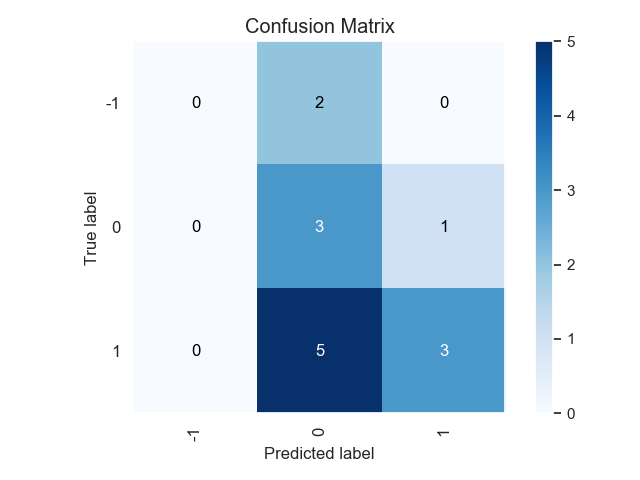 Confusion Matrix
True label
-1 0 2 0
0 0 3 1
1 0 5 3
-1 0 1
Predicted label
5
4
3
2
1
0